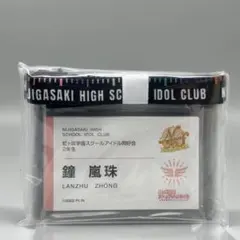 NIJIGASAKI HIGH SCH
IDOL CLUB
NIJIGASAKI HIGH
SCHOOL IDOL CLUB
虹ヶ咲学園スクールアイドル同好会
鐘 嵐珠
LANZHU ZHONG